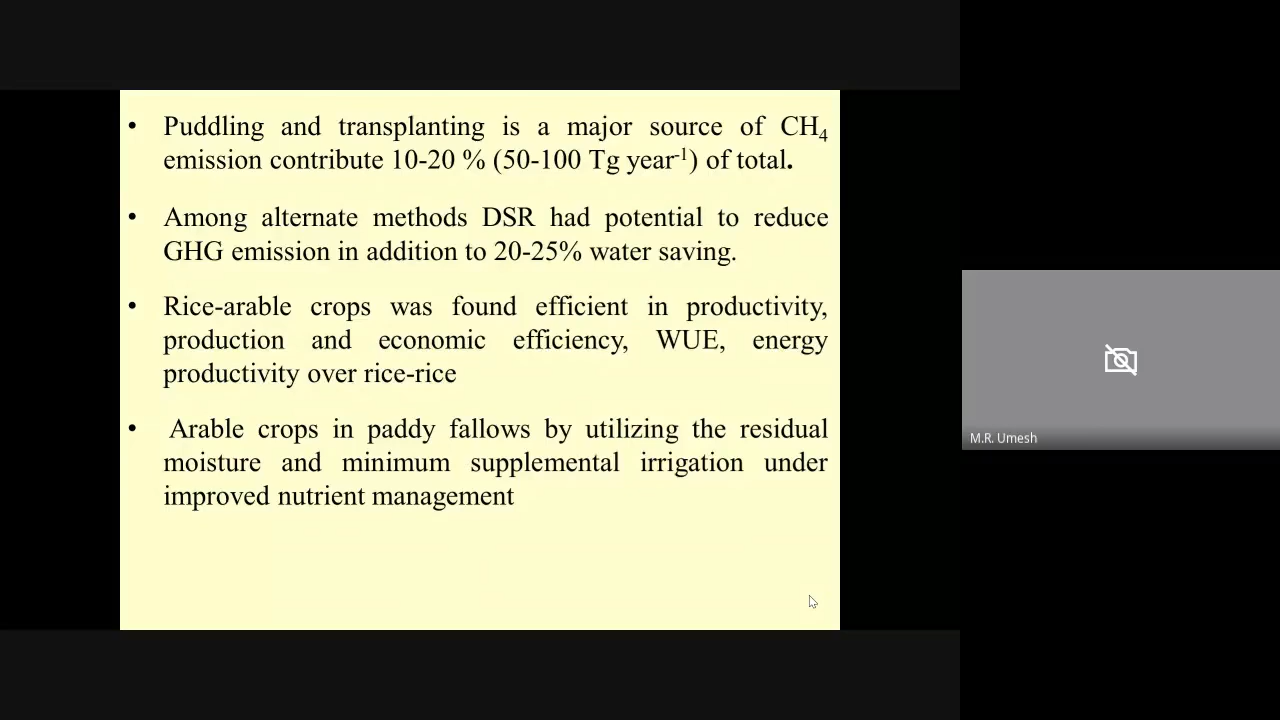 • Puddling and transplanting is a major source of CH₄
emission contribute 10-20 % (50-100 Tg year⁻¹) of total.
• Among alternate methods DSR had potential to reduce
GHG emission in addition to 20-25% water saving.
• Rice-arable crops was found efficient in productivity,
production and economic efficiency, WUE, energy
productivity over rice-rice
• Arable crops in paddy fallows by utilizing the residual
moisture and minimum supplemental irrigation under
improved nutrient management
M.R. Umesh